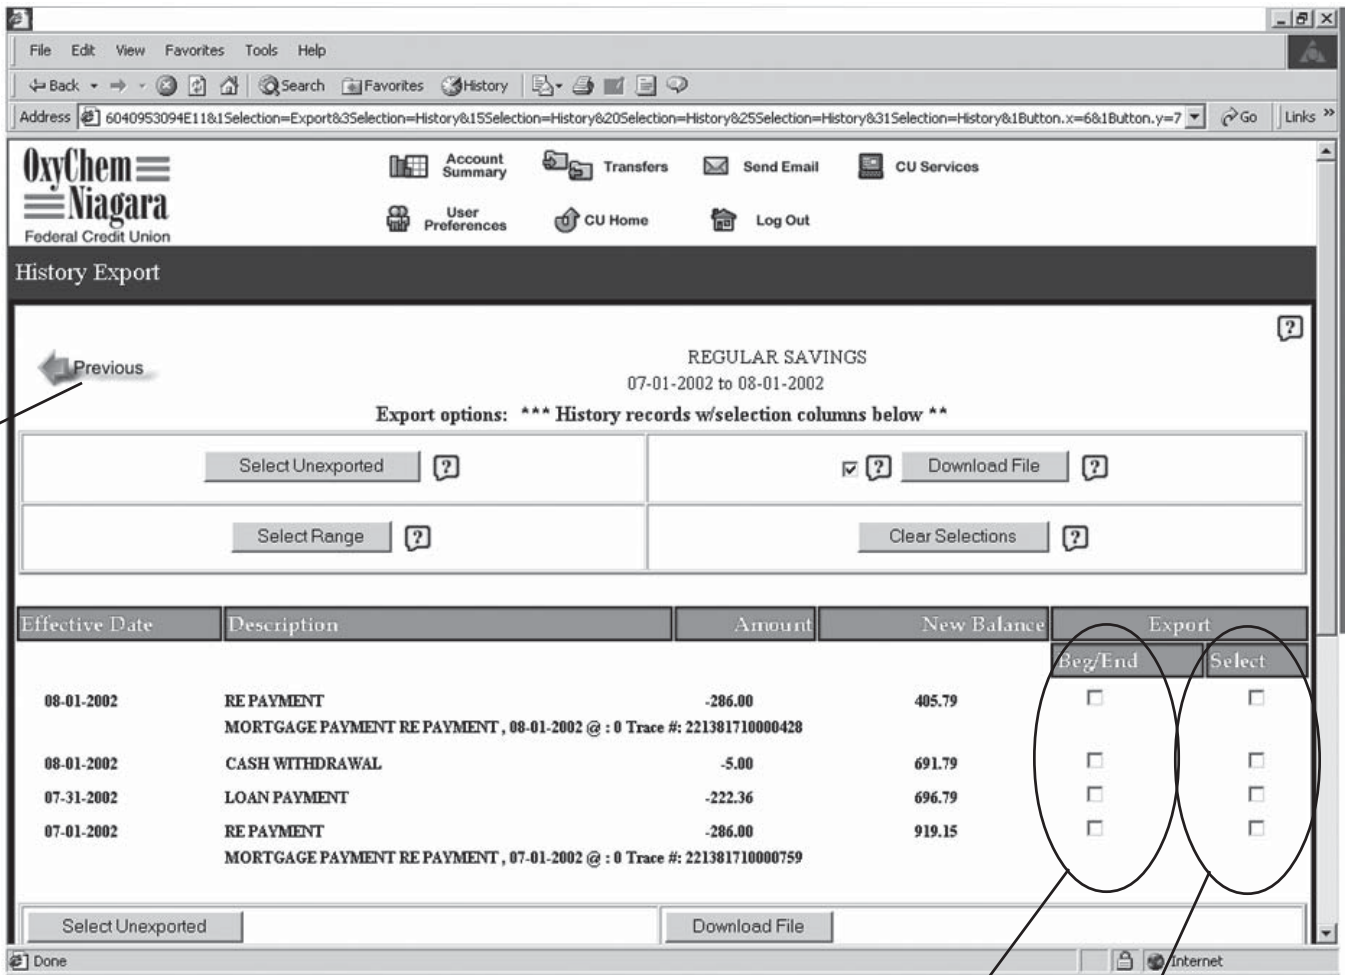 File Edit View Favorites Tools Help
Back Search Favorites History
Address 6040953094E11&1Selection=Export&3Selection=History&15Selection=History&20Selection=History&25Selection=History&31Selection=History&1Button.x=6&1Button.y=7 Go Links »
OxyChem Niagara
Federal Credit Union
Account Summary Transfers Send Email CU Services
User Preferences CU Home Log Out
History Export
Previous
REGULAR SAVINGS
07-01-2002 to 08-01-2002
Export options: *** History records w/selection columns below **
Select Unexported ? ? Download File ?
Select Range ? Clear Selections ?
Effective Date Description Amount New Balance Export
Beg/End Select
08-01-2002 RE PAYMENT -286.00 405.79
MORTGAGE PAYMENT RE PAYMENT , 08-01-2002 @ : 0 Trace #: 221381710000428
08-01-2002 CASH WITHDRAWAL -5.00 691.79
07-31-2002 LOAN PAYMENT -222.36 696.79
07-01-2002 RE PAYMENT -286.00 919.15
MORTGAGE PAYMENT RE PAYMENT , 07-01-2002 @ : 0 Trace #: 221381710000759
Select Unexported Download File
Done Internet